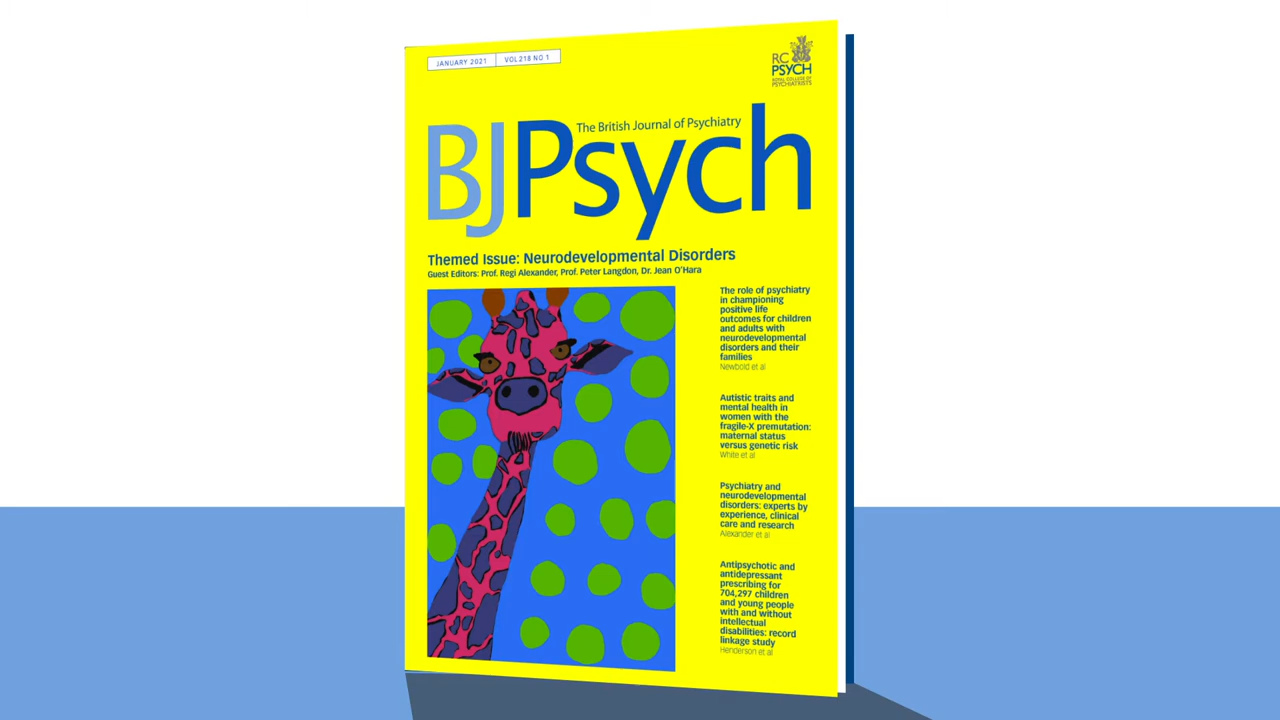 JANUARY 2021
VOL 218 NO 1
RC
PSYCH
ROYAL COLLEGE OF
PSYCHIATRISTS
The British Journal of Psychiatry
BJPsych
Themed Issue: Neurodevelopmental Disorders
Guest Editors: Prof. Regi Alexander, Prof. Peter Langdon, Dr. Jean O'Hara
The role of psychiatry
in championing
positive life
outcomes for children
and adults with
neurodevelopmental
disorders and their
families
Newbold et al
Autistic traits and
mental health in
women with the
fragile-X premutation:
maternal status
versus genetic risk
White et al
Psychiatry and
neurodevelopmental
disorders: experts by
experience, clinical
care and research
Alexander et al
Antipsychotic and
antidepressant
prescribing for
704,297 children
and young people
with and without
intellectual
disabilities: record
linkage study
Henderson et al